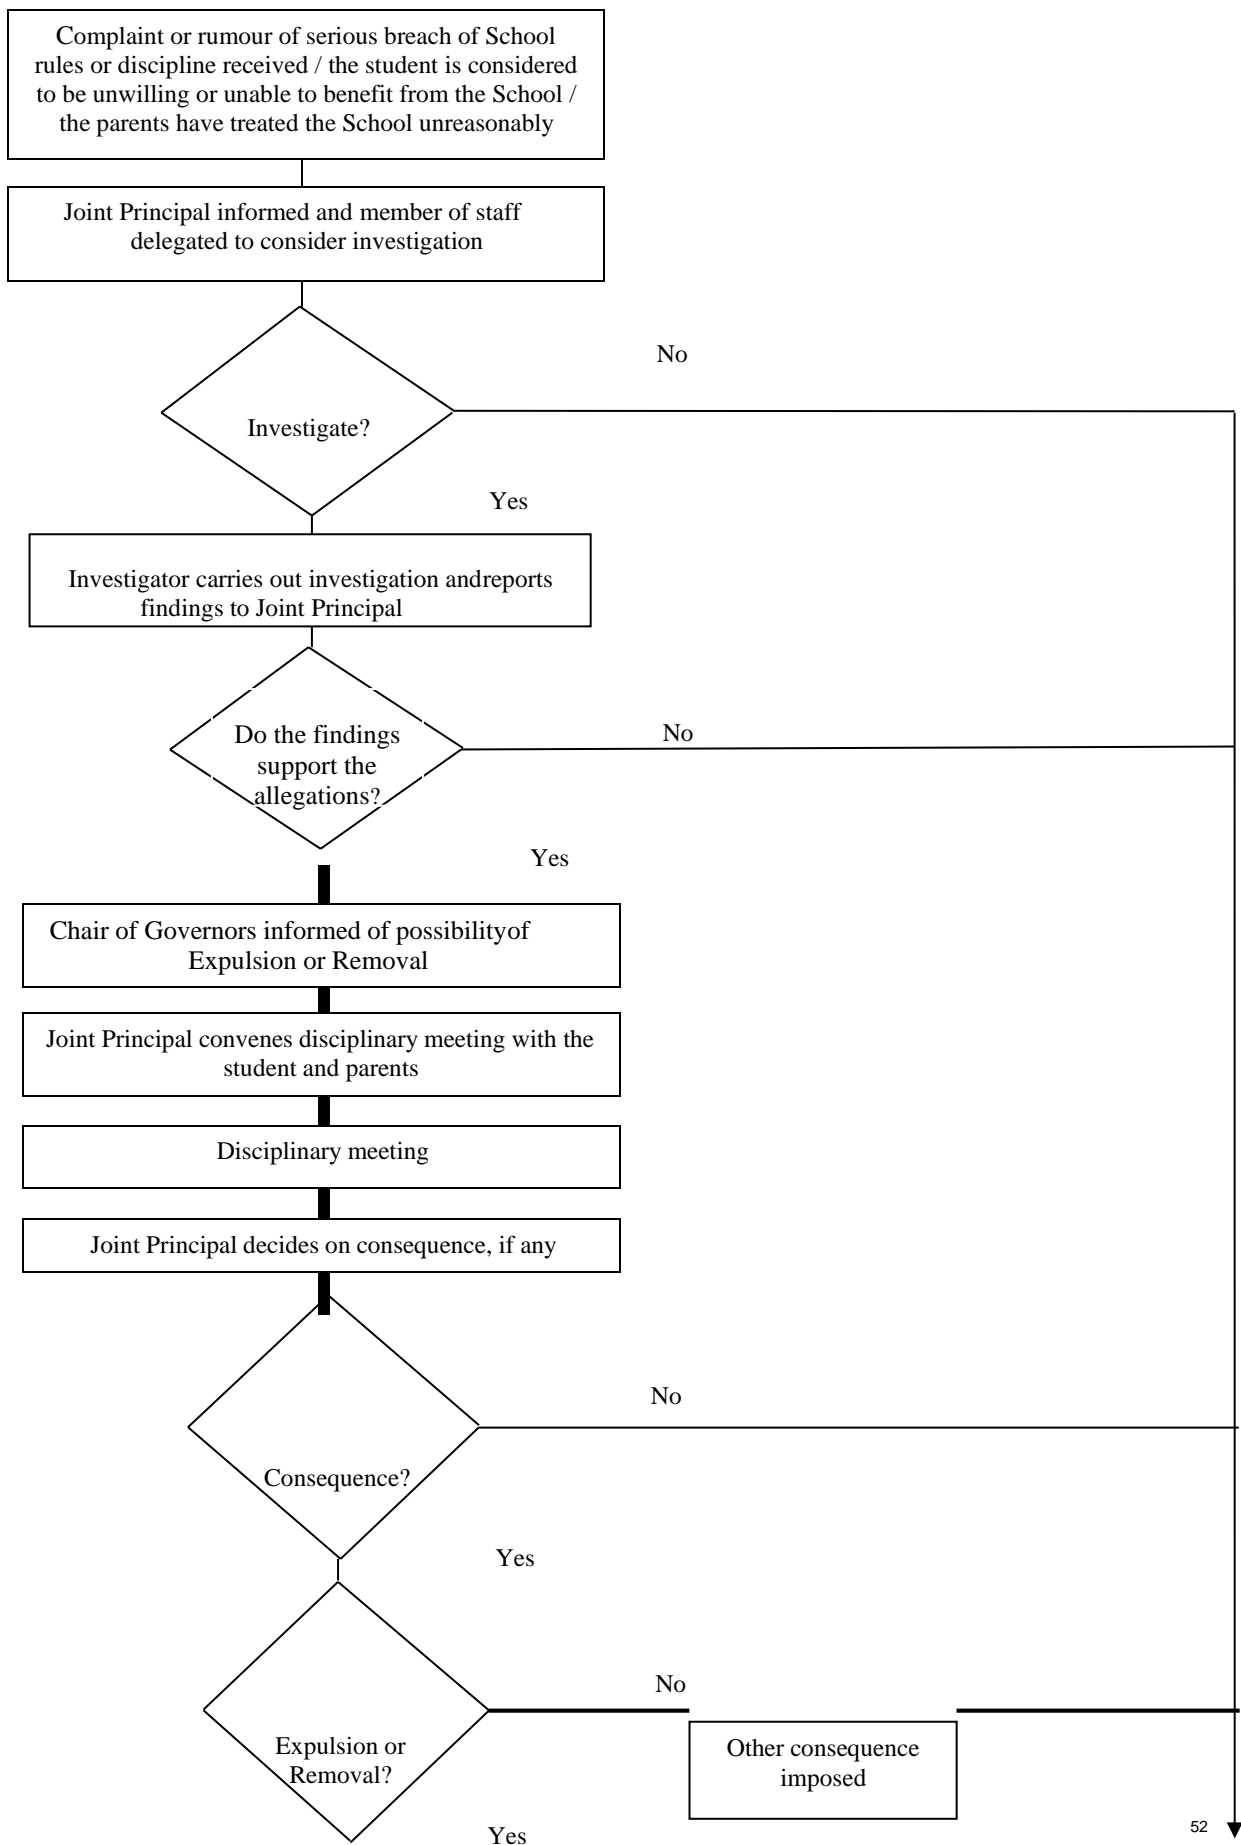 Complaint or rumour of serious breach of School
rules or discipline received / the student is considered
to be unwilling or unable to benefit from the School /
the parents have treated the School unreasonably
Joint Principal informed and member of staff
delegated to consider investigation
No
Investigate?
Yes
Investigator carries out investigation andreports
findings to Joint Principal
No
Do the findings
support the
allegations?
Yes
Chair of Governors informed of possibilityof
Expulsion or Removal
Joint Principal convenes disciplinary meeting with the
student and parents
Disciplinary meeting
Joint Principal decides on consequence, if any
No
Consequence?
Yes
No
Expulsion or
Removal?
Other consequence
imposed
Yes
52